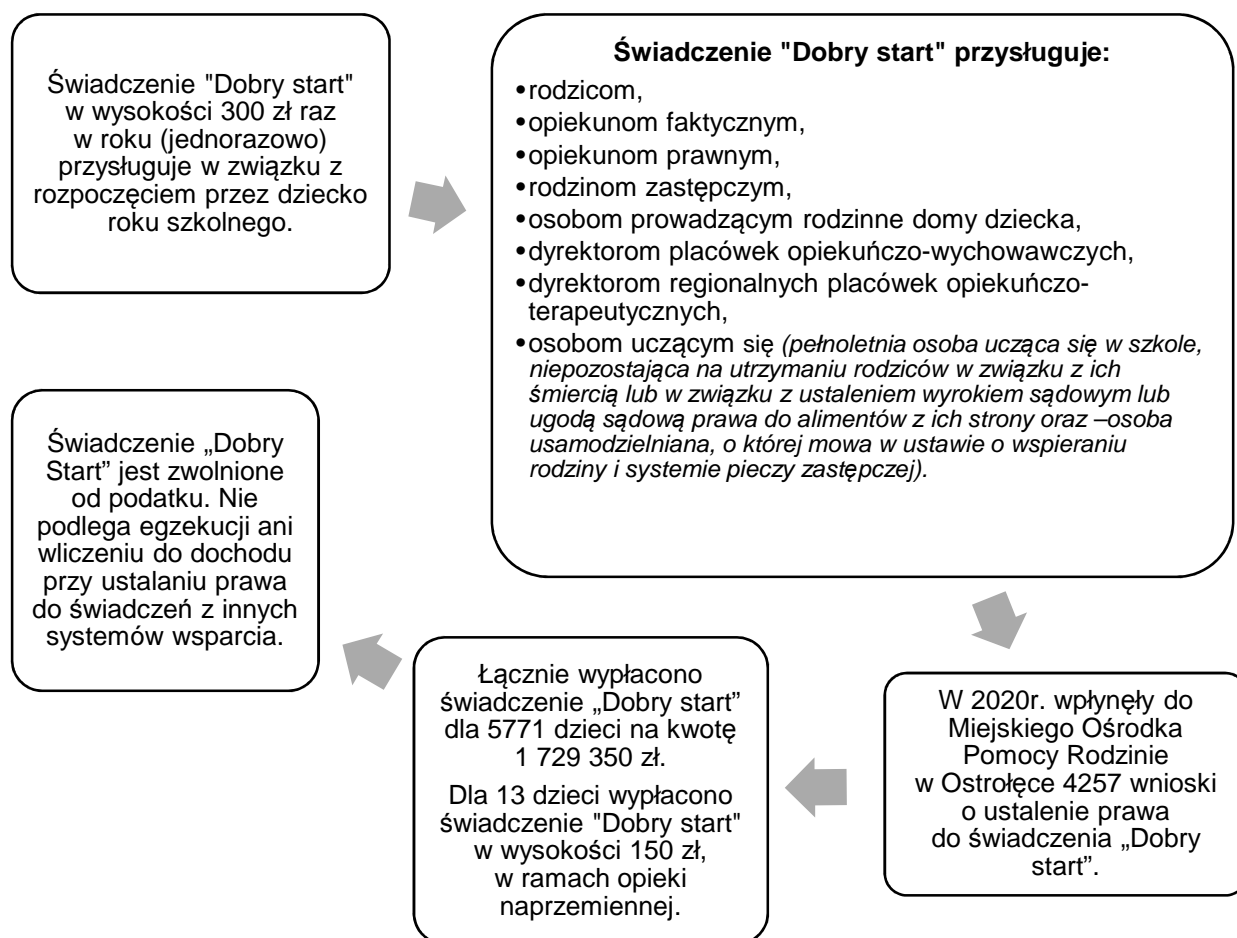 Świadczenie "Dobry start"
w wysokości 300 zł raz
w roku (jednorazowo)
przysługuje w związku z
rozpoczęciem przez dziecko
roku szkolnego.
Świadczenie "Dobry start" przysługuje:
•rodzicom,
•opiekunom faktycznym,
•opiekunom prawnym,
•rodzinom zastępczym,
•osobom prowadzącym rodzinne domy dziecka,
•dyrektorom placówek opiekuńczo-wychowawczych,
•dyrektorom regionalnych placówek opiekuńczo-
terapeutycznych,
•osobom uczącym się (pełnoletnia osoba ucząca się w szkole,
niepozostająca na utrzymaniu rodziców w związku z ich
śmiercią lub w związku z ustaleniem wyrokiem sądowym lub
ugodą sądową prawa do alimentów z ich strony oraz –osoba
usamodzielniana, o której mowa w ustawie o wspieraniu
rodziny i systemie pieczy zastępczej).
W 2020r. wpłynęły do
Miejskiego Ośrodka
Pomocy Rodzinie
w Ostrołęce 4257 wnioski
o ustalenie prawa
do świadczenia „Dobry
start”.
Łącznie wypłacono
świadczenie „Dobry start”
dla 5771 dzieci na kwotę
1 729 350 zł.
Dla 13 dzieci wypłacono
świadczenie "Dobry start"
w wysokości 150 zł,
w ramach opieki
naprzemiennej.
Świadczenie „Dobry
Start” jest zwolnione
od podatku. Nie
podlega egzekucji ani
wliczeniu do dochodu
przy ustalaniu prawa
do świadczeń z innych
systemów wsparcia.